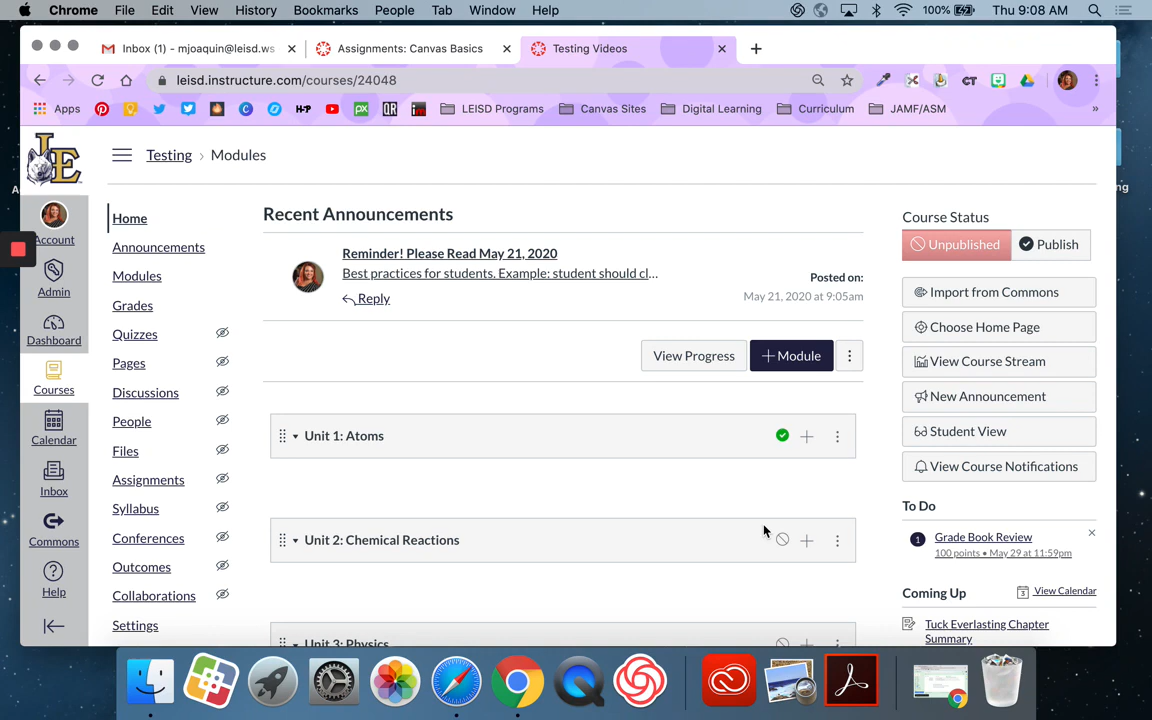 Chrome File Edit View History Bookmarks People Tab Window Help 100% Thu 9:08 AM
Inbox (1) - mjoaquin@leisd.ws Assignments: Canvas Basics Testing Videos
leisd.instructure.com/courses/24048
Apps LEISD Programs Canvas Sites Digital Learning Curriculum JAMF/ASM »
Testing › Modules
Account
Admin
Dashboard
Courses
Calendar
Inbox
Commons
Help
Home
Announcements
Modules
Grades
Quizzes
Pages
Discussions
People
Files
Assignments
Syllabus
Conferences
Outcomes
Collaborations
Settings
Recent Announcements
Reminder! Please Read May 21, 2020
Best practices for students. Example: student should cl...
Reply
Posted on:
May 21, 2020 at 9:05am
View Progress + Module
Unit 1: Atoms
Unit 2: Chemical Reactions
Unit 3: Physics
Course Status
Unpublished Publish
Import from Commons
Choose Home Page
View Course Stream
New Announcement
Student View
View Course Notifications
To Do
1 Grade Book Review
100 points • May 29 at 11:59pm
Coming Up View Calendar
Tuck Everlasting Chapter
Summary